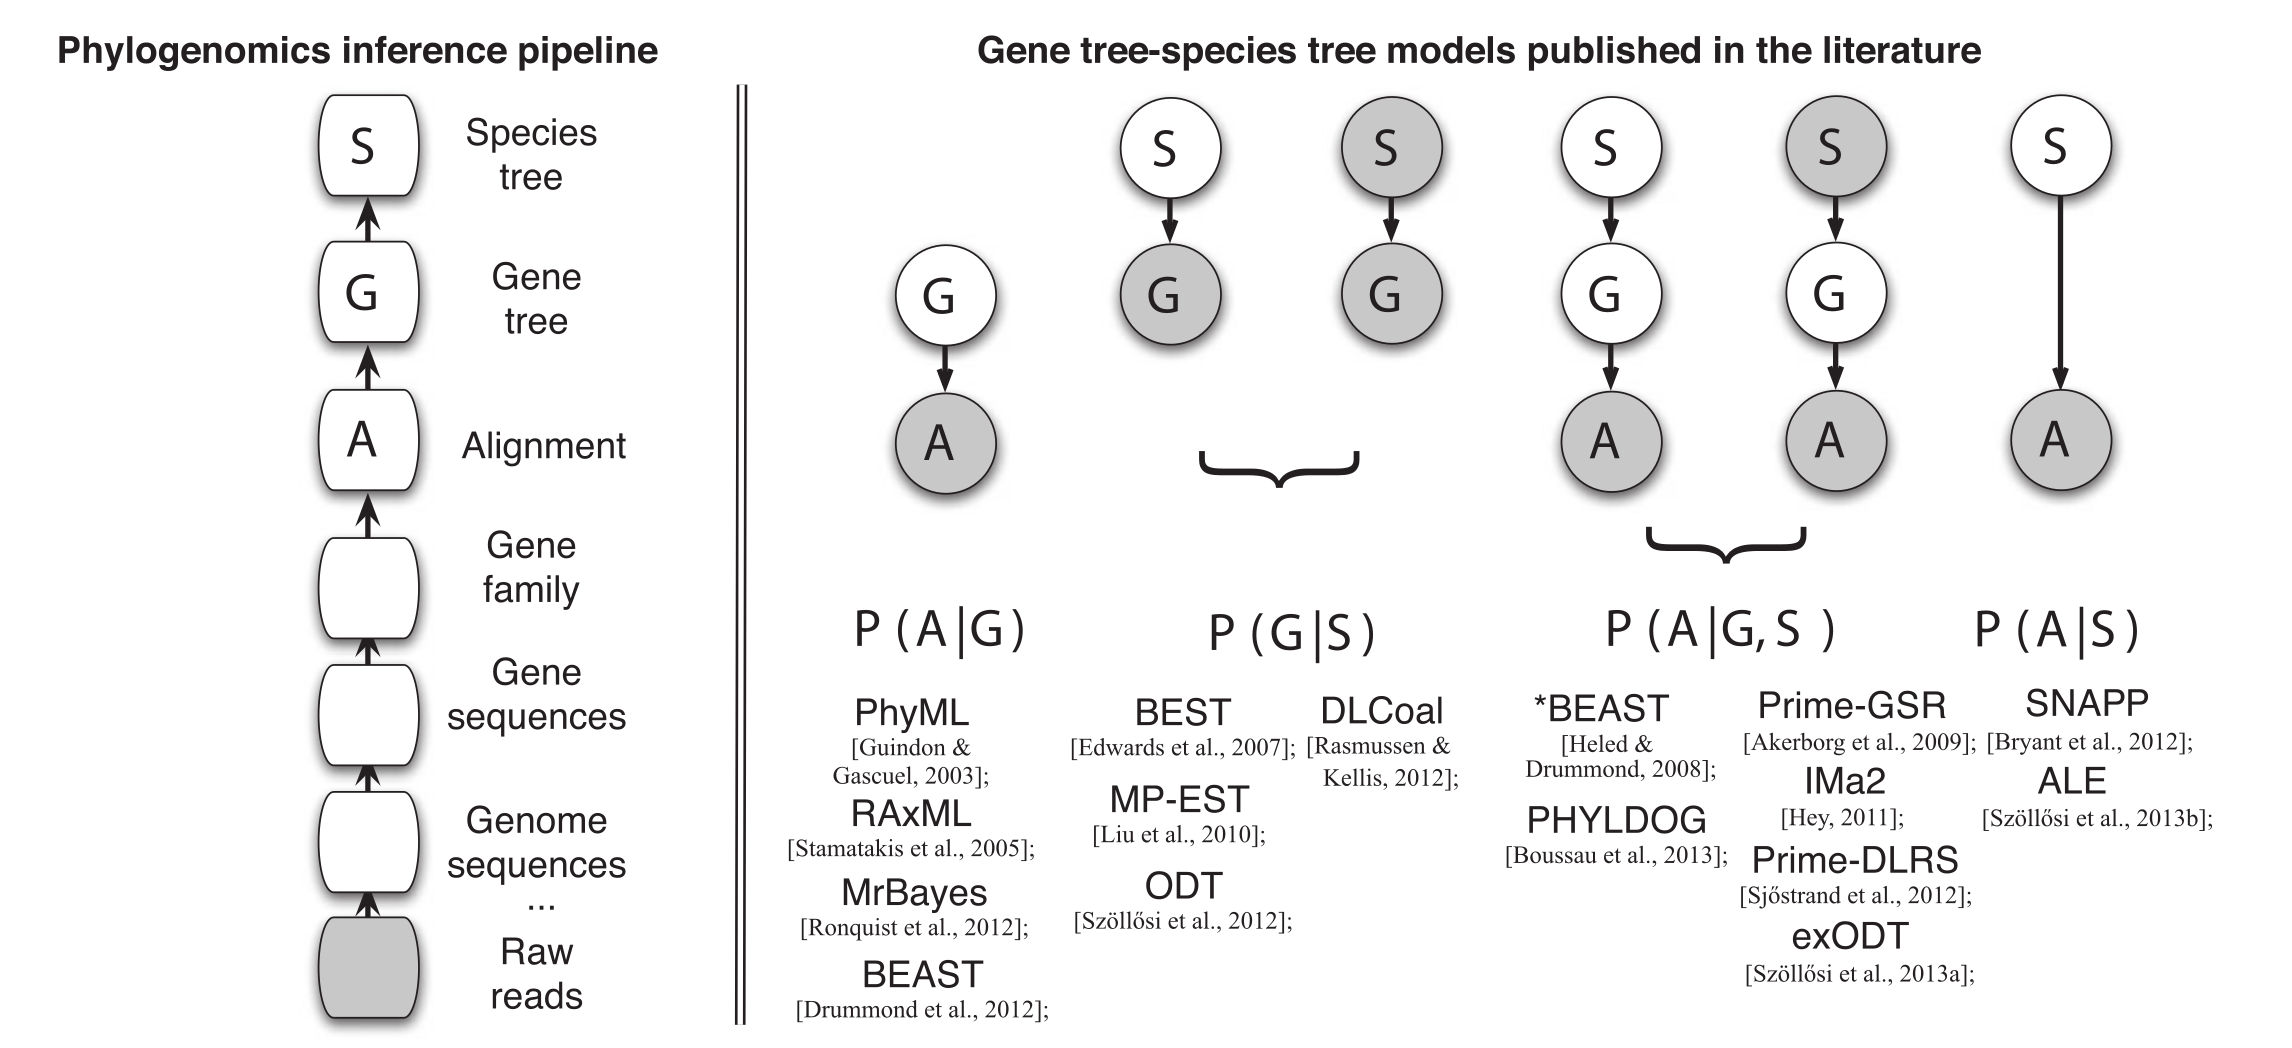 Phylogenomics inference pipeline
S
Species
tree
G
Gene
tree
A
Alignment
Gene
family
Gene
sequences
Genome
sequences
...
Raw
reads
Gene tree-species tree models published in the literature
S
S
S
S
S
G
G
G
G
G
A
A
A
A
P (A|G)
P (G|S)
P (A|G, S )
P (A|S)
PhyML
[Guindon &
Gascuel, 2003];
RAxML
[Stamatakis et al., 2005];
MrBayes
[Ronquist et al., 2012];
BEAST
[Drummond et al., 2012];
BEST
[Edwards et al., 2007];
MP-EST
[Liu et al., 2010];
ODT
[Szöllősi et al., 2012];
DLCoal
[Rasmussen &
Kellis, 2012];
*BEAST
[Heled &
Drummond, 2008];
PHYLDOG
[Boussau et al., 2013];
Prime-GSR
[Akerborg et al., 2009];
IMa2
[Hey, 2011];
Prime-DLRS
[Sjőstrand et al., 2012];
exODT
[Szöllősi et al., 2013a];
SNAPP
[Bryant et al., 2012];
ALE
[Szöllősi et al., 2013b];